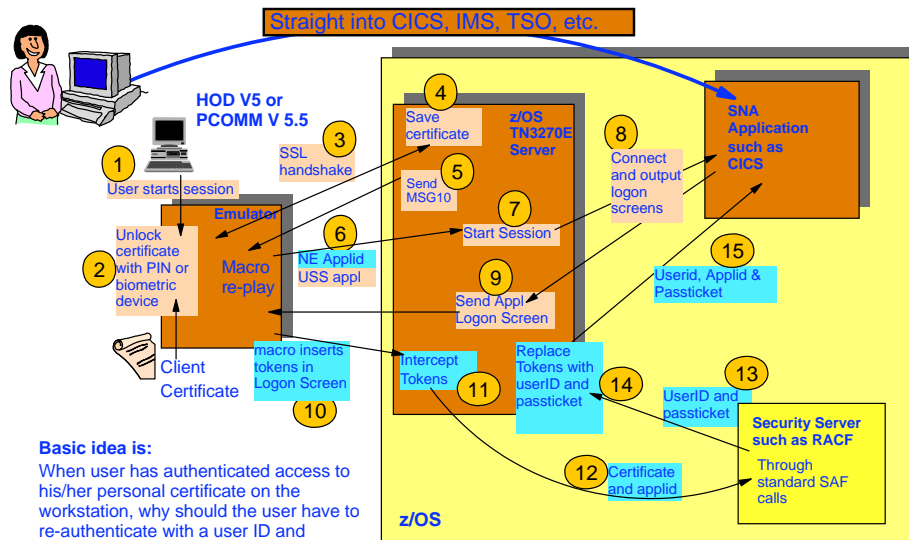 Straight into CICS, IMS, TSO, etc.
HOD V5 or
PCOMM V 5.5
1
User starts session
2
Unlock
certificate
with PIN or
biometric
device
Client
Certificate
Emulator
Macro
re-play
3
SSL
handshake
4
Save
certificate
z/OS
TN3270E
Server
5
Send
MSG10
6
NE Applid
USS appl
7
Start Session
8
Connect
and output
logon
screens
SNA
Application
such as
CICS
9
Send Appl
Logon Screen
macro inserts
tokens in
Logon Screen
10
Intercept
Tokens
11
12
Certificate
and applid
13
UserID and
passticket
Security Server
such as RACF
Through
standard SAF
calls
14
Replace
Tokens with
userID and
passticket
15
Userid, Applid &
Passticket
z/OS
Basic idea is:
When user has authenticated access to
his/her personal certificate on the
workstation, why should the user have to
re-authenticate with a user ID and